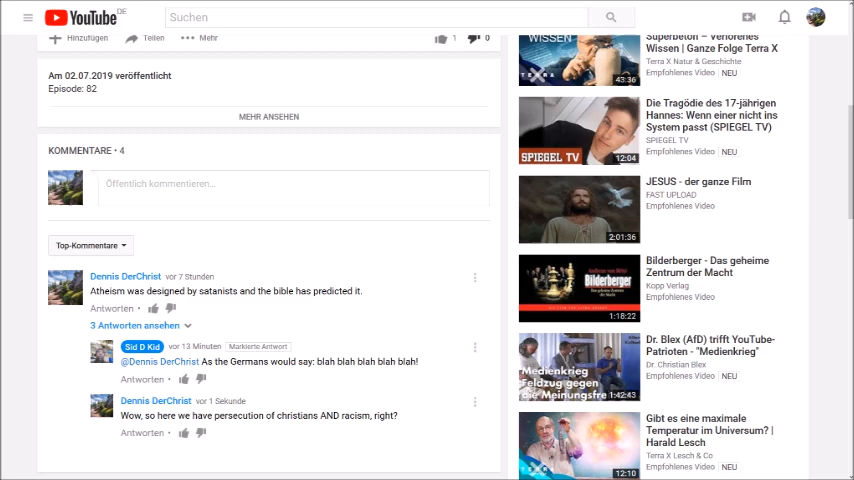 YouTube DE
Suchen
Hinzufügen Teilen Mehr 1 0
Am 02.07.2019 veröffentlicht
Episode: 82
MEHR ANSEHEN
KOMMENTARE • 4
Öffentlich kommentieren...
Top-Kommentare
Dennis DerChrist vor 7 Stunden
Atheism was designed by satanists and the bible has predicted it.
Antworten •
3 Antworten ansehen
Sid D Kid vor 13 Minuten Markierte Antwort
@Dennis DerChrist As the Germans would say: blah blah blah blah blah!
Antworten •
Dennis DerChrist vor 1 Sekunde
Wow, so here we have persecution of christians AND racism, right?
Antworten •
WISSEN
TERRA
43:36
Superbeton – Verlorenes
Wissen | Ganze Folge Terra X
Terra X Natur & Geschichte
Empfohlenes Video NEU
SPIEGEL TV
12:04
Die Tragödie des 17-jährigen
Hannes: Wenn einer nicht ins
System passt (SPIEGEL TV)
SPIEGEL TV
Empfohlenes Video NEU
2:01:36
JESUS - der ganze Film
FAST UPLOAD
Empfohlenes Video
Bilderberger
1:18:22
Bilderberger - Das geheime
Zentrum der Macht
Kopp Verlag
Empfohlenes Video
Medienkrieg
Feldzug gegen
die Meinungsfre
1:42:43
Dr. Blex (AfD) trifft YouTube-
Patrioten - "Medienkrieg"
Dr. Christian Blex
Empfohlenes Video NEU
TERRA
12:10
Gibt es eine maximale
Temperatur im Universum? |
Harald Lesch
Terra X Lesch & Co
Empfohlenes Video NEU